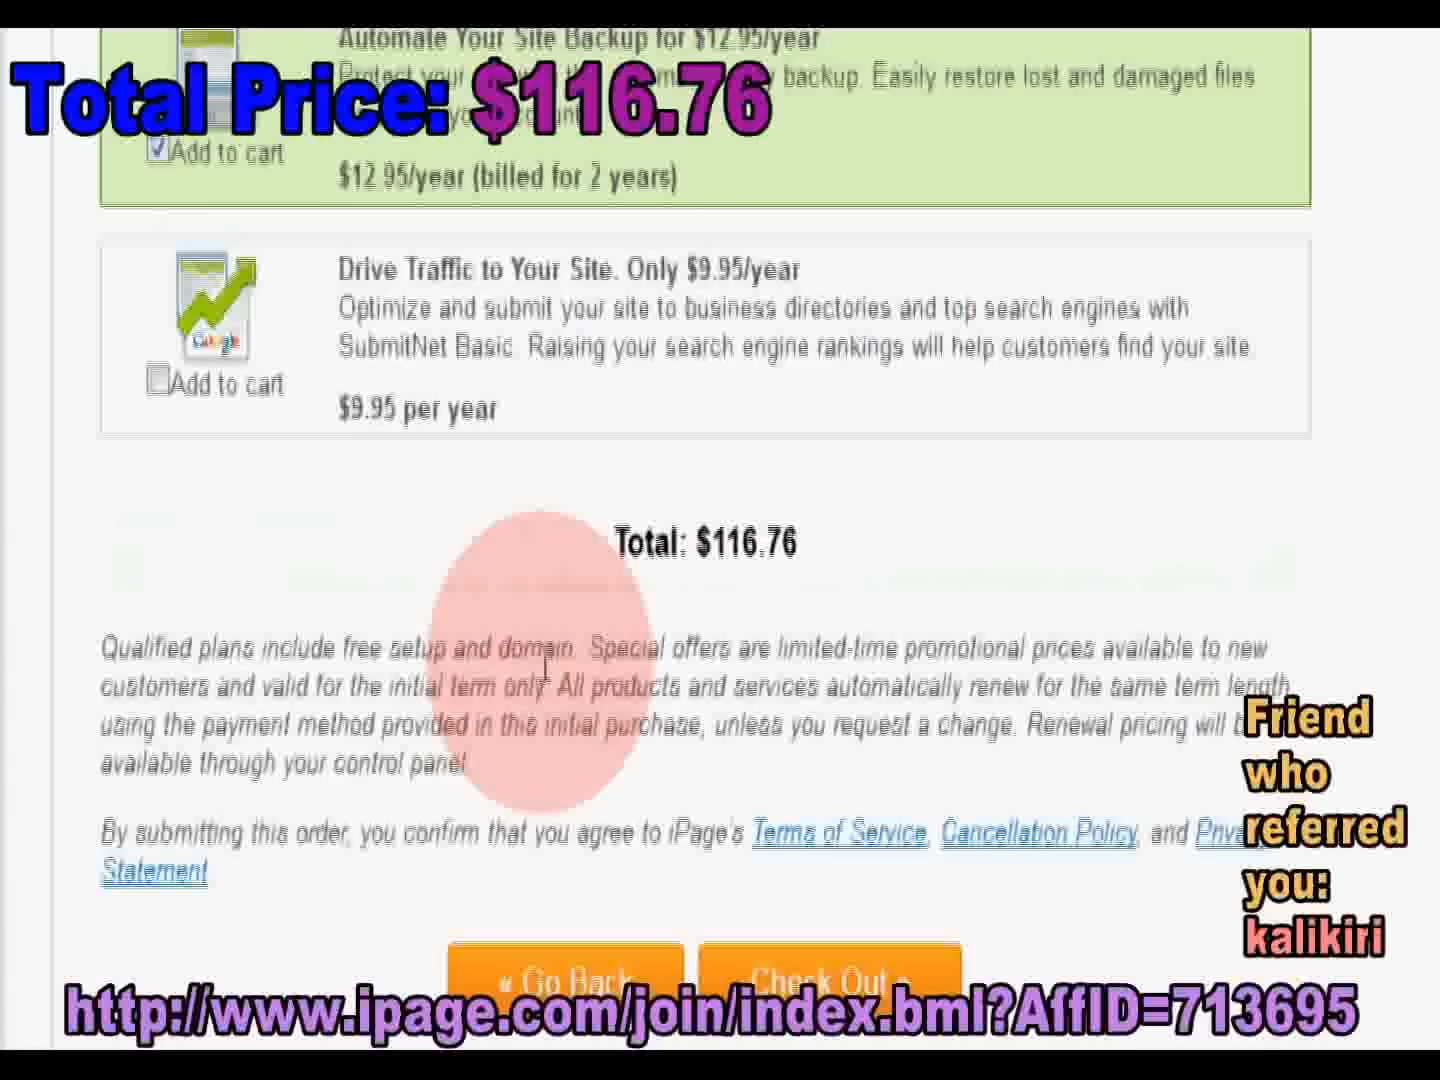 Automate Your Site Backup for $12.95/year
Total Price: $116.76
Protect your backup. Easily restore lost and damaged files
Add to cart
$12.95/year (billed for 2 years)
Drive Traffic to Your Site. Only $9.95/year
Optimize and submit your site to business directories and top search engines with
SubmitNet Basic. Raising your search engine rankings will help customers find your site.
Add to cart
$9.95 per year
Total: $116.76
Qualified plans include free setup and domain. Special offers are limited-time promotional prices available to new
customers and valid for the initial term only. All products and services automatically renew for the same term length
using the payment method provided in this initial purchase, unless you request a change. Renewal pricing will
available through your control panel.
By submitting this order, you confirm that you agree to iPage's Terms of Service, Cancellation Policy, and Privacy
Statement
Friend
who
referred
you:
kalikiri
« Go Back
Check Out »
http://www.ipage.com/join/index.bml?AffID=713695